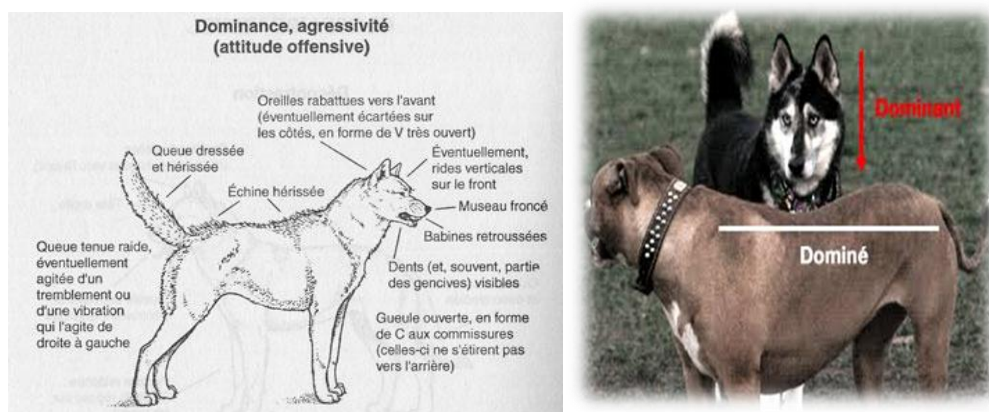 Dominance, agressivité
(attitude offensive)
Oreilles rabattues vers l'avant
(éventuellement écartées sur
les côtés, en forme de V très ouvert)
Queue dressée
et hérissée
Échine hérissée
Éventuellement,
rides verticales
sur le front
Museau froncé
Babines retroussées
Dents (et, souvent, partie
des gencives) visibles
Queue tenue raide,
éventuellement
agitée d'un
tremblement ou
d'une vibration
qui l'agite de
droite à gauche
Gueule ouverte, en forme
de C aux commissures
(celles-ci ne s'étirent pas
vers l'arrière)
Dominant
Dominé